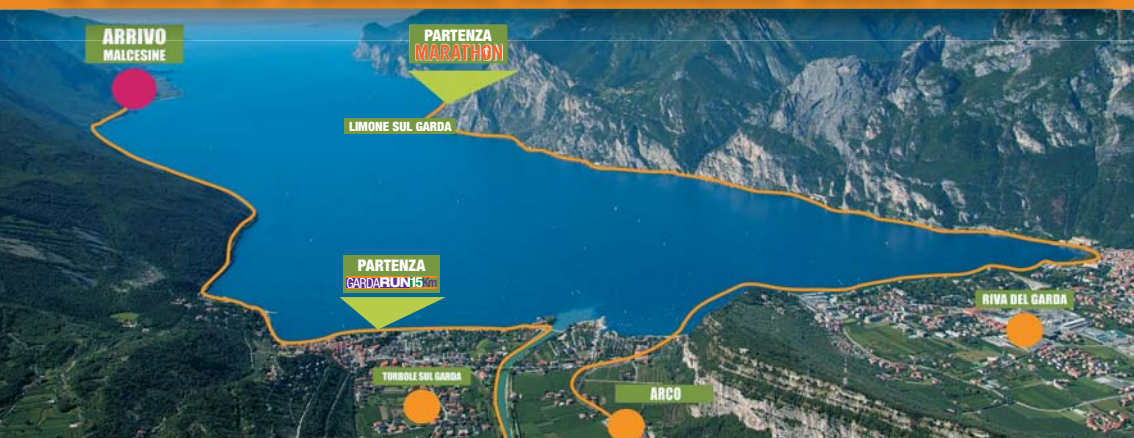 ARRIVO
MALCESINE
PARTENZA
MARATHON
LIMONE SUL GARDA
PARTENZA
GARDARUN15Km
RIVA DEL GARDA
TORBOLE SUL GARDA
ARCO